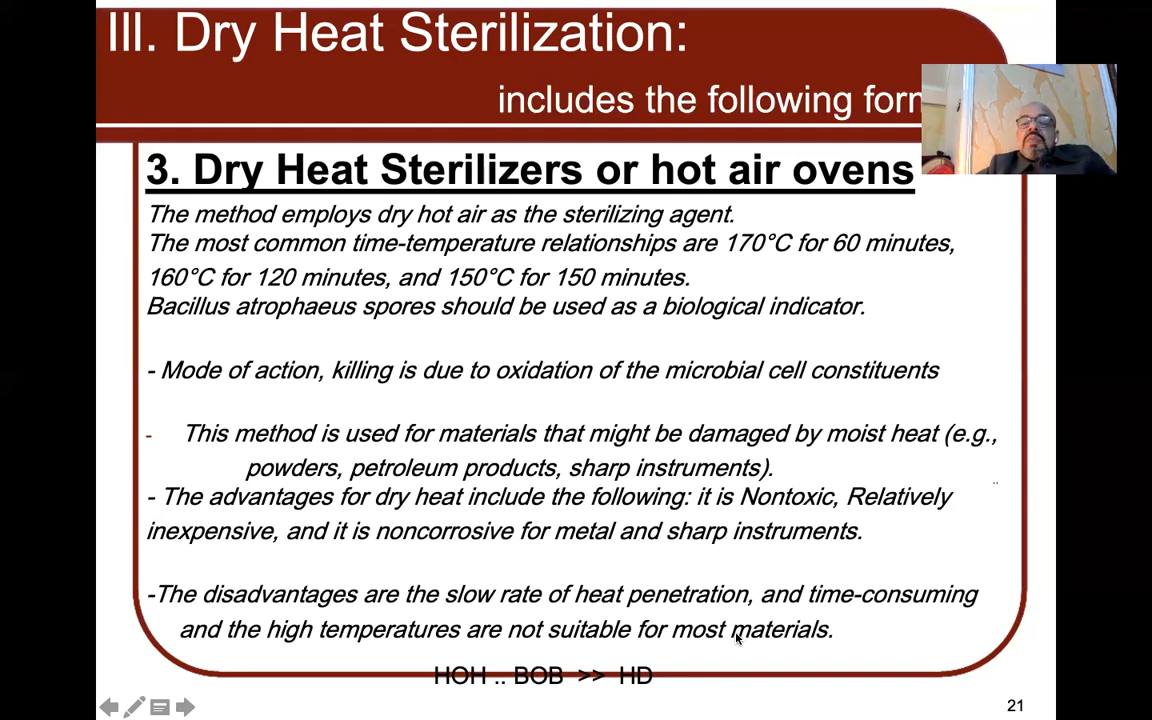 III. Dry Heat Sterilization:
includes the following
3. Dry Heat Sterilizers or hot air ovens
The method employs dry hot air as the sterilizing agent.
The most common time-temperature relationships are 170°C for 60 minutes,
160°C for 120 minutes, and 150°C for 150 minutes.
Bacillus atrophaeus spores should be used as a biological indicator.
- Mode of action, killing is due to oxidation of the microbial cell constituents
- This method is used for materials that might be damaged by moist heat (e.g.,
powders, petroleum products, sharp instruments).
..
- The advantages for dry heat include the following: it is Nontoxic, Relatively
inexpensive, and it is noncorrosive for metal and sharp instruments.
-The disadvantages are the slow rate of heat penetration, and time-consuming
and the high temperatures are not suitable for most materials.
HOH .. BOB >> HD
21